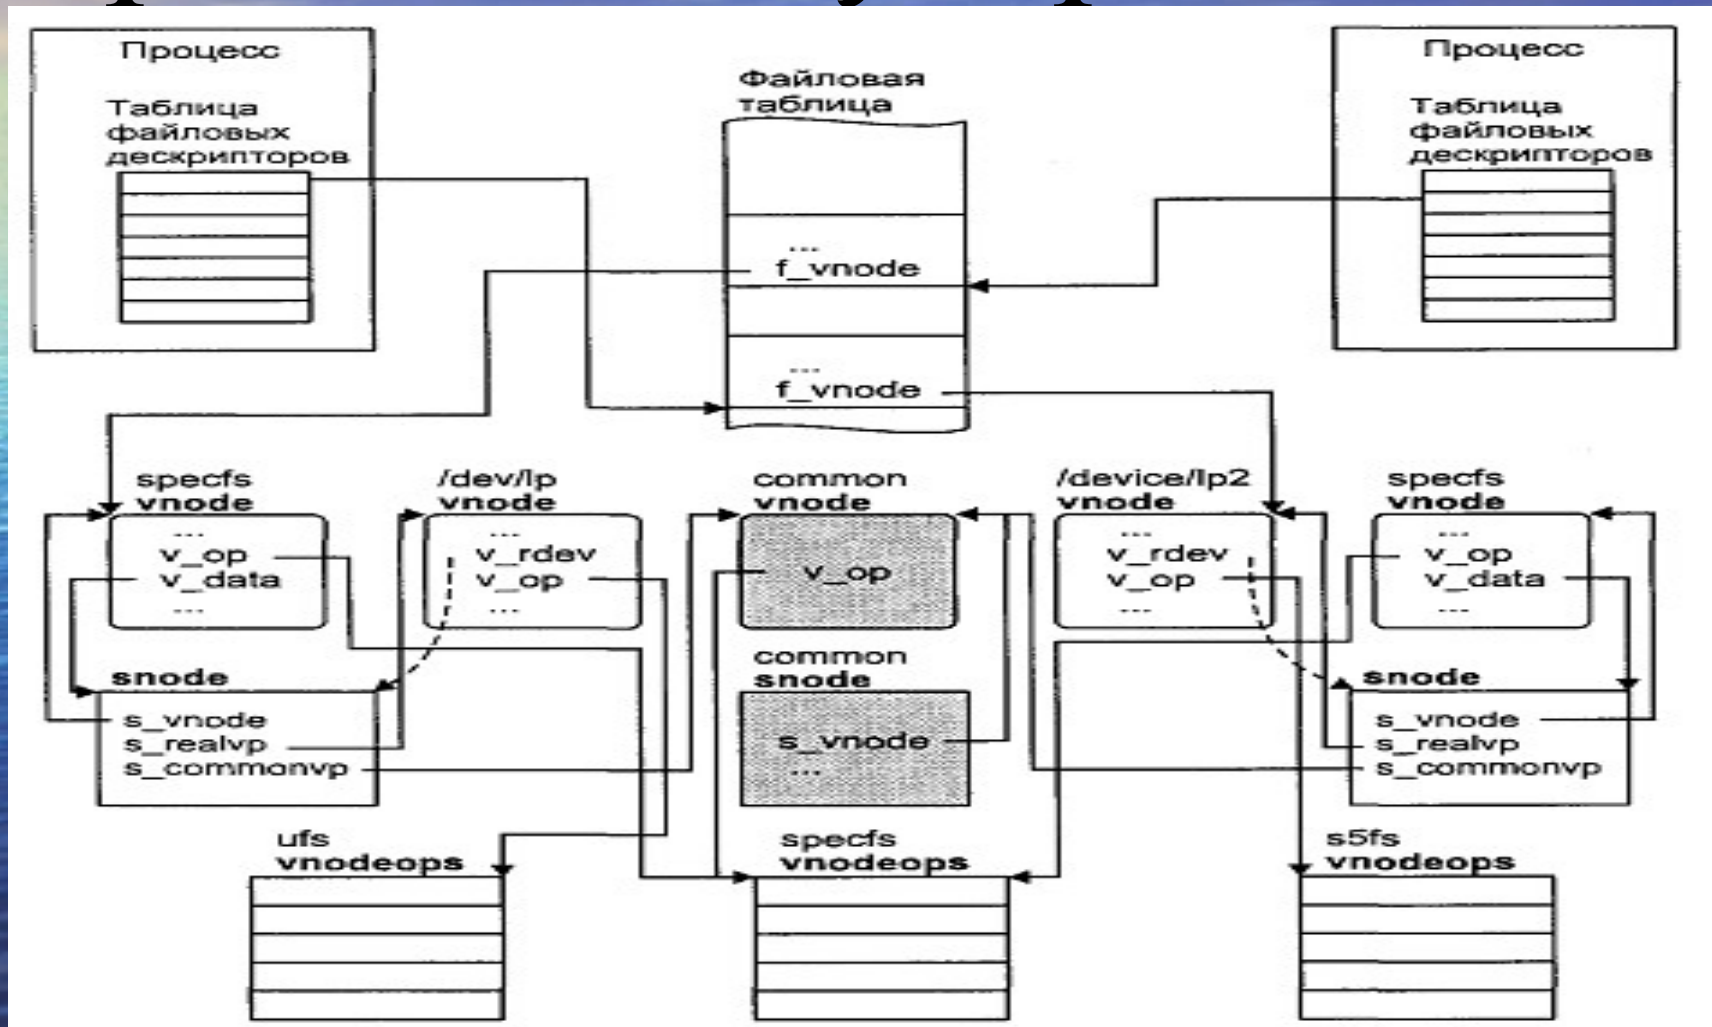 Процесс
Таблица
файловых
дескрипторов
Файловая
таблица
...
f_vnode
...
f_vnode
Процесс
Таблица
файловых
дескрипторов
specfs
vnode
...
v_op
v_data
...
/dev/lp
vnode
...
v_rdev
v_op
...
common
vnode
v_op
/device/lp2
vnode
...
v_rdev
v_op
...
specfs
vnode
...
v_op
v_data
...
snode
s_vnode
s_realvp
s_commonvp
common
snode
s_vnode
...
snode
s_vnode
s_realvp
s_commonvp
ufs
vnodeops
specfs
vnodeops
s5fs
vnodeops